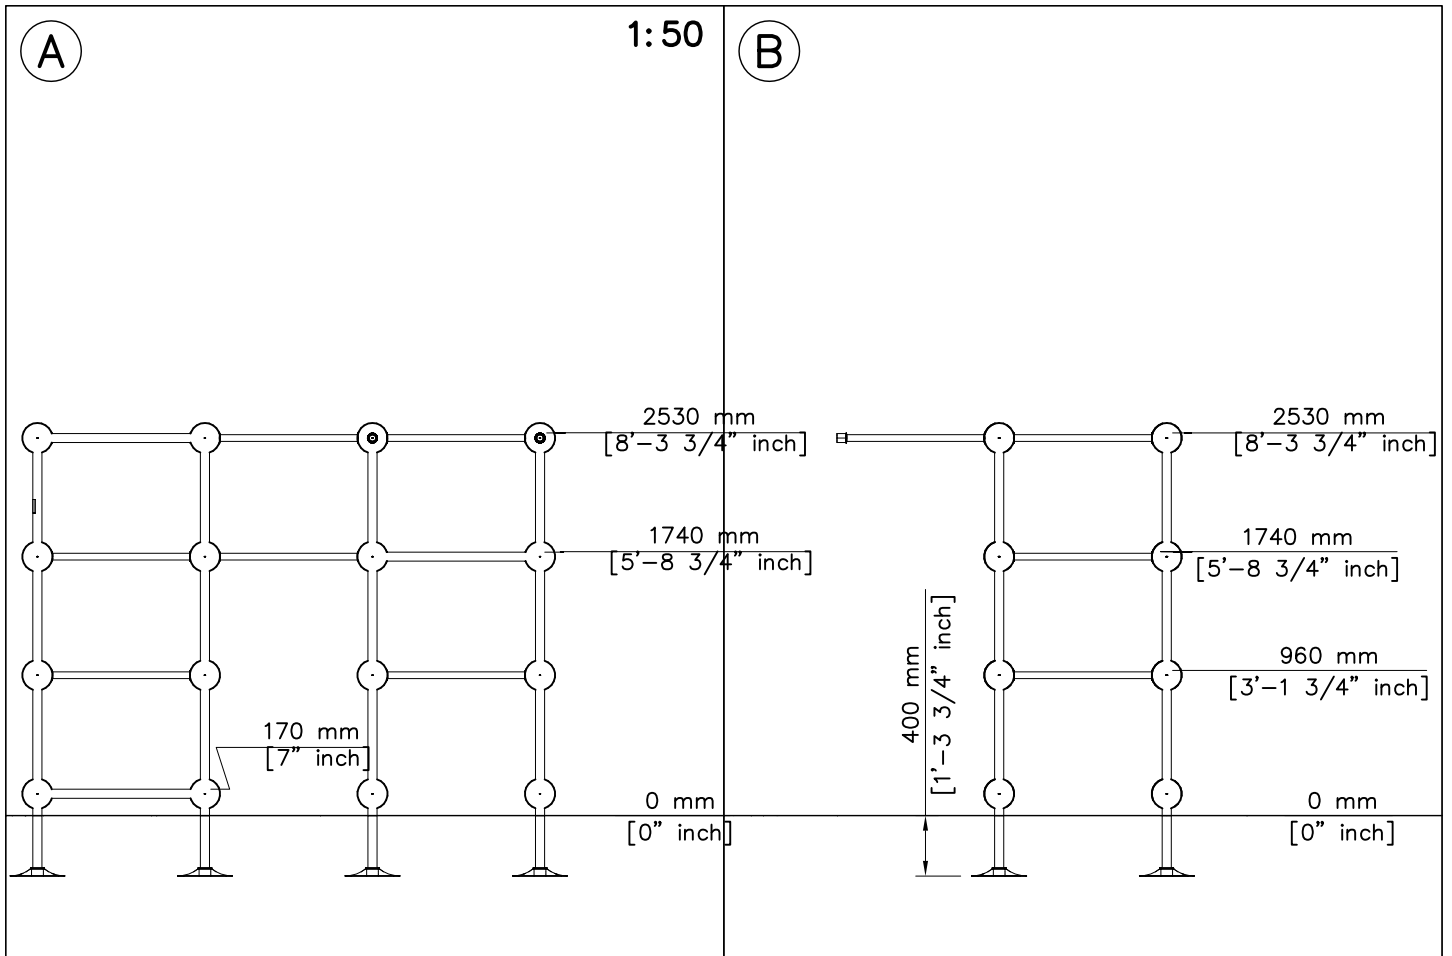 A
1:50
B
2530 mm
[8'-3 3/4" inch]
1740 mm
[5'-8 3/4" inch]
170 mm
[7" inch]
0 mm
[0" inch]
2530 mm
[8'-3 3/4" inch]
1740 mm
[5'-8 3/4" inch]
960 mm
[3'-1 3/4" inch]
400 mm
[1'-3 3/4" inch]
0 mm
[0" inch]